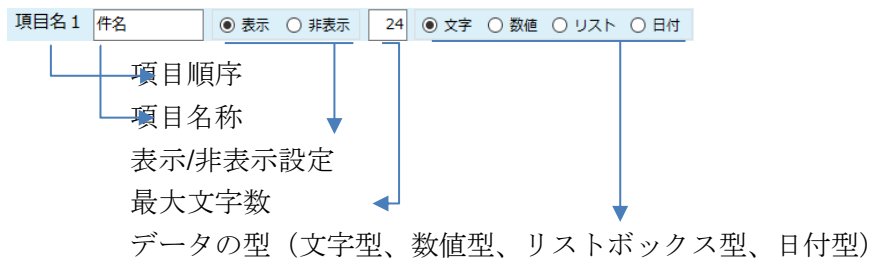 項目名1 件名 表示 非表示 24 文字 数値 リスト 日付
項目順序
項目名称
表示/非表示設定
最大文字数
データの型（文字型、数値型、リストボックス型、日付型）